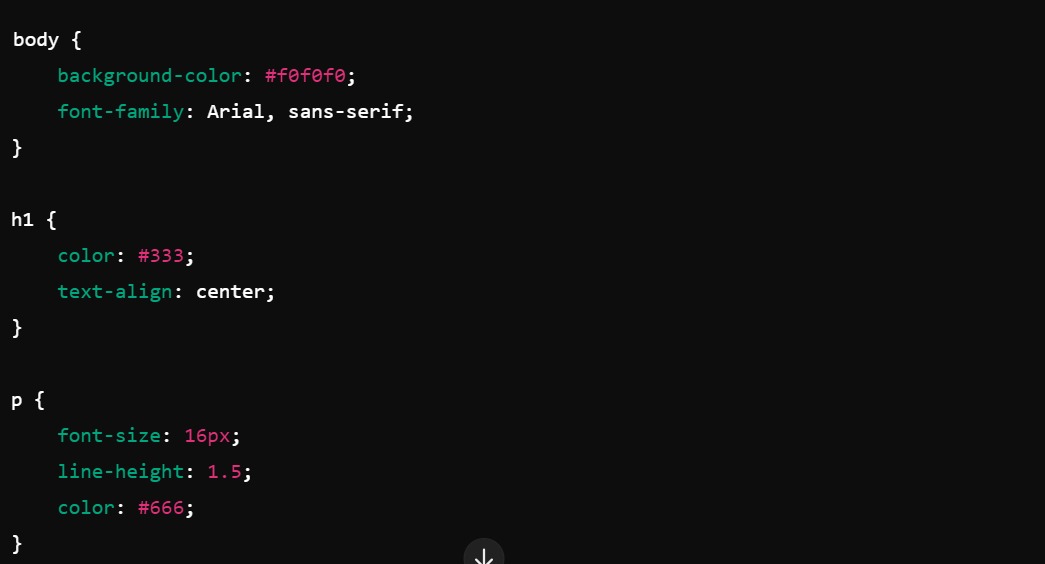 body {
    background-color: #f0f0f0;
    font-family: Arial, sans-serif;
}

h1 {
    color: #333;
    text-align: center;
}

p {
    font-size: 16px;
    line-height: 1.5;
    color: #666;
}